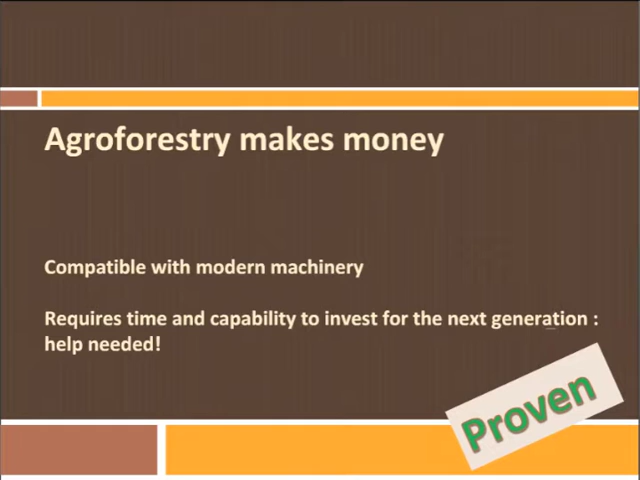 Agroforestry makes money
Compatible with modern machinery
Requires time and capability to invest for the next generation :
help needed!
Proven